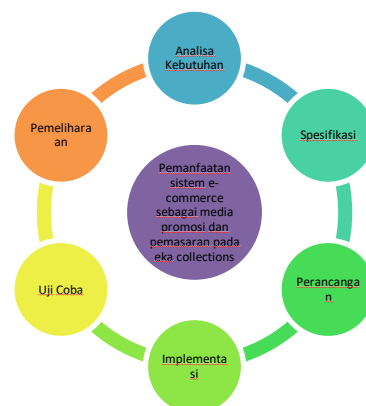 Analisa
Kebutuhan
Spesifikasi
Perancanga
n
Implementa
si
Uji Coba
Pemelihara
an
Pemanfaatan
sistem e-
commerce
sebagai media
promosi dan
pemasaran pada
eka collections